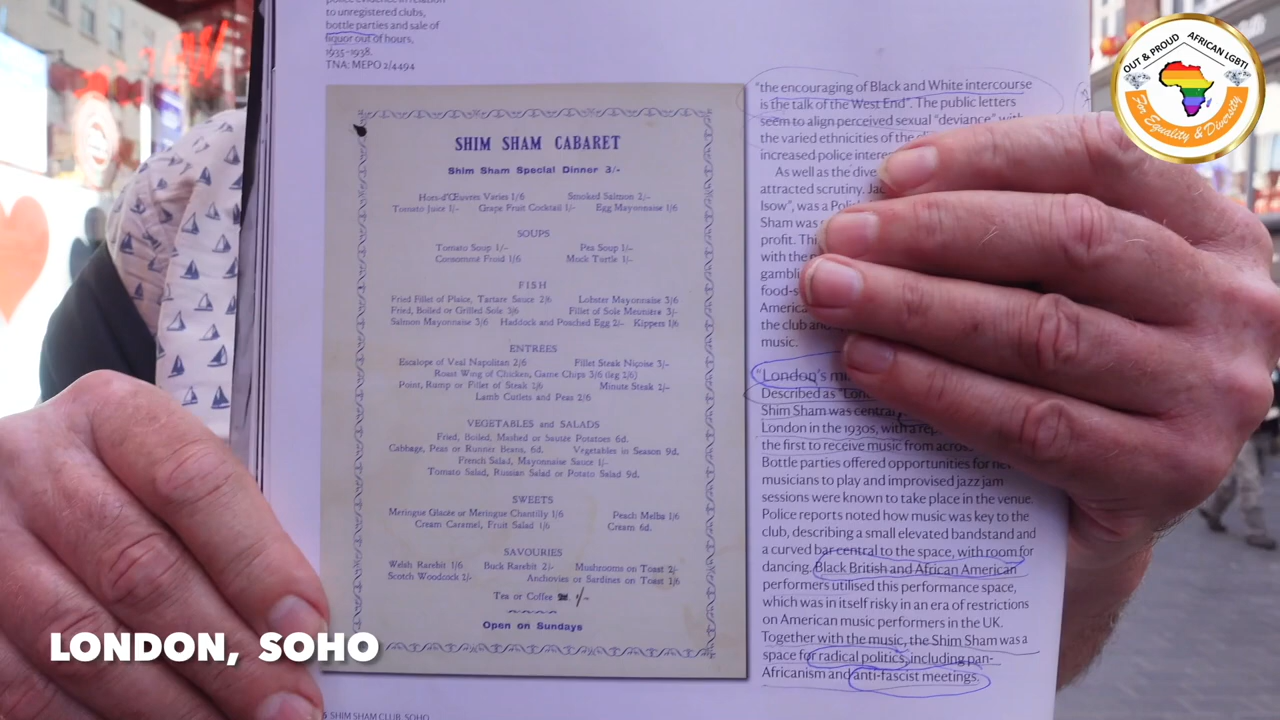 to unregistered clubs,
bottle parties and sale of
liquor out of hours,
1935–1938.
TNA: MEPO 2/4494
SHIM SHAM CABARET
Shim Sham Special Dinner 3/-
Hors-d'Œuvres Varies 1/6 Smoked Salmon 2/-
Tomato Juice 1/- Grape Fruit Cocktail 1/- Egg Mayonnaise 1/6
SOUPS
Tomato Soup 1/- Pea Soup 1/-
Consomme Froid 1/6 Mock Turtle 1/-
FISH
Fried Fillet of Plaice, Tartare Sauce 2/6 Lobster Mayonnaise 3/6
Fried, Boiled or Grilled Sole 3/6 Fillet of Sole Meuniere 3/-
Salmon Mayonnaise 3/6 Haddock and Poached Egg 2/- Kippers 1/6
ENTREES
Escalope of Veal Napolitan 2/6 Fillet Steak Niçoise 3/-
Roast Wing of Chicken, Game Chips 3/6 (leg 2/6)
Point, Rump or Fillet of Steak 2/6 Minute Steak 2/-
Lamb Cutlets and Peas 2/6
VEGETABLES and SALADS
Fried, Boiled, Mashed or Sautee Potatoes 6d.
Cabbage, Peas or Runner Beans, 6d. Vegetables in Season 9d.
French Salad, Mayonnaise Sauce 1/-
Tomato Salad, Russian Salad or Potato Salad 9d.
SWEETS
Meringue Glacée or Meringue Chantilly 1/6 Peach Melba 1/6
Cream Caramel, Fruit Salad 1/6 Cream 6d.
SAVOURIES
Welsh Rarebit 1/6 Buck Rarebit 2/- Mushrooms on Toast 2/-
Scotch Woodcock 1/- Anchovies or Sardines on Toast 1/6
Tea or Coffee 1/-
Open on Sundays
5 SHIM SHAM CLUB, SOHO
"the encouraging of Black and White intercourse
is the talk of the West End". The public letters
seem to align perceived sexual "deviance" with
the varied ethnicities of the
increased police
As well as the
attracted scrutiny.
Isow", was a
Sham was
profit.
with the
food-s
America
the club and
music.
"London's
Described as
Shim Sham was central
London in the 1930s, with a
the first to receive music from
Bottle parties offered opportunities for
musicians to play and improvised jazz jam
sessions were known to take place in the venue.
Police reports noted how music was key to the
club, describing a small elevated bandstand and
a curved bar central to the space, with room for
dancing. Black British and African American
performers utilised this performance space,
which was in itself risky in an era of restrictions
on American music performers in the UK.
Together with the music, the Shim Sham was a
space for radical politics, including pan-
Africanism and anti-fascist meetings.
OUT & PROUD AFRICAN LGBTI
For Equality & Diversity
LONDON, SOHO